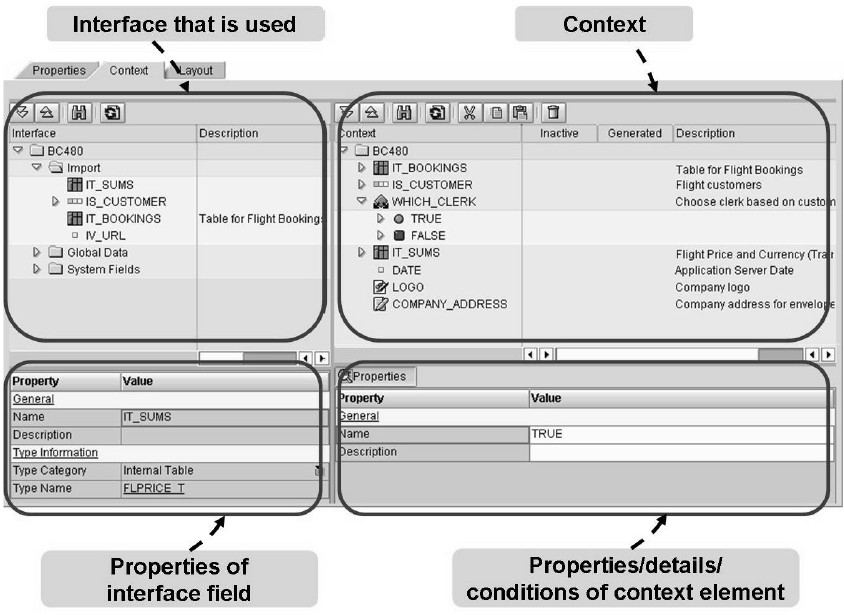 Interface that is used
Context
Properties Context Layout
Interface Description
BC480
Import
IT_SUMS
IS_CUSTOMER
IT_BOOKINGS Table for Flight Bookings
IV_URL
Global Data
System Fields
Context Inactive Generated Description
BC480
IT_BOOKINGS Table for Flight Bookings
IS_CUSTOMER Flight customers
WHICH_CLERK Choose clerk based on custom
TRUE
FALSE
IT_SUMS Flight Price and Currency (Trair
DATE Application Server Date
LOGO Company logo
COMPANY_ADDRESS Company address for envelope
Property Value
General
Name IT_SUMS
Description
Type Information
Type Category Internal Table
Type Name FLPRICE_T
Properties
Property Value
General
Name TRUE
Description
Properties of
interface field
Properties/details/
conditions of context element